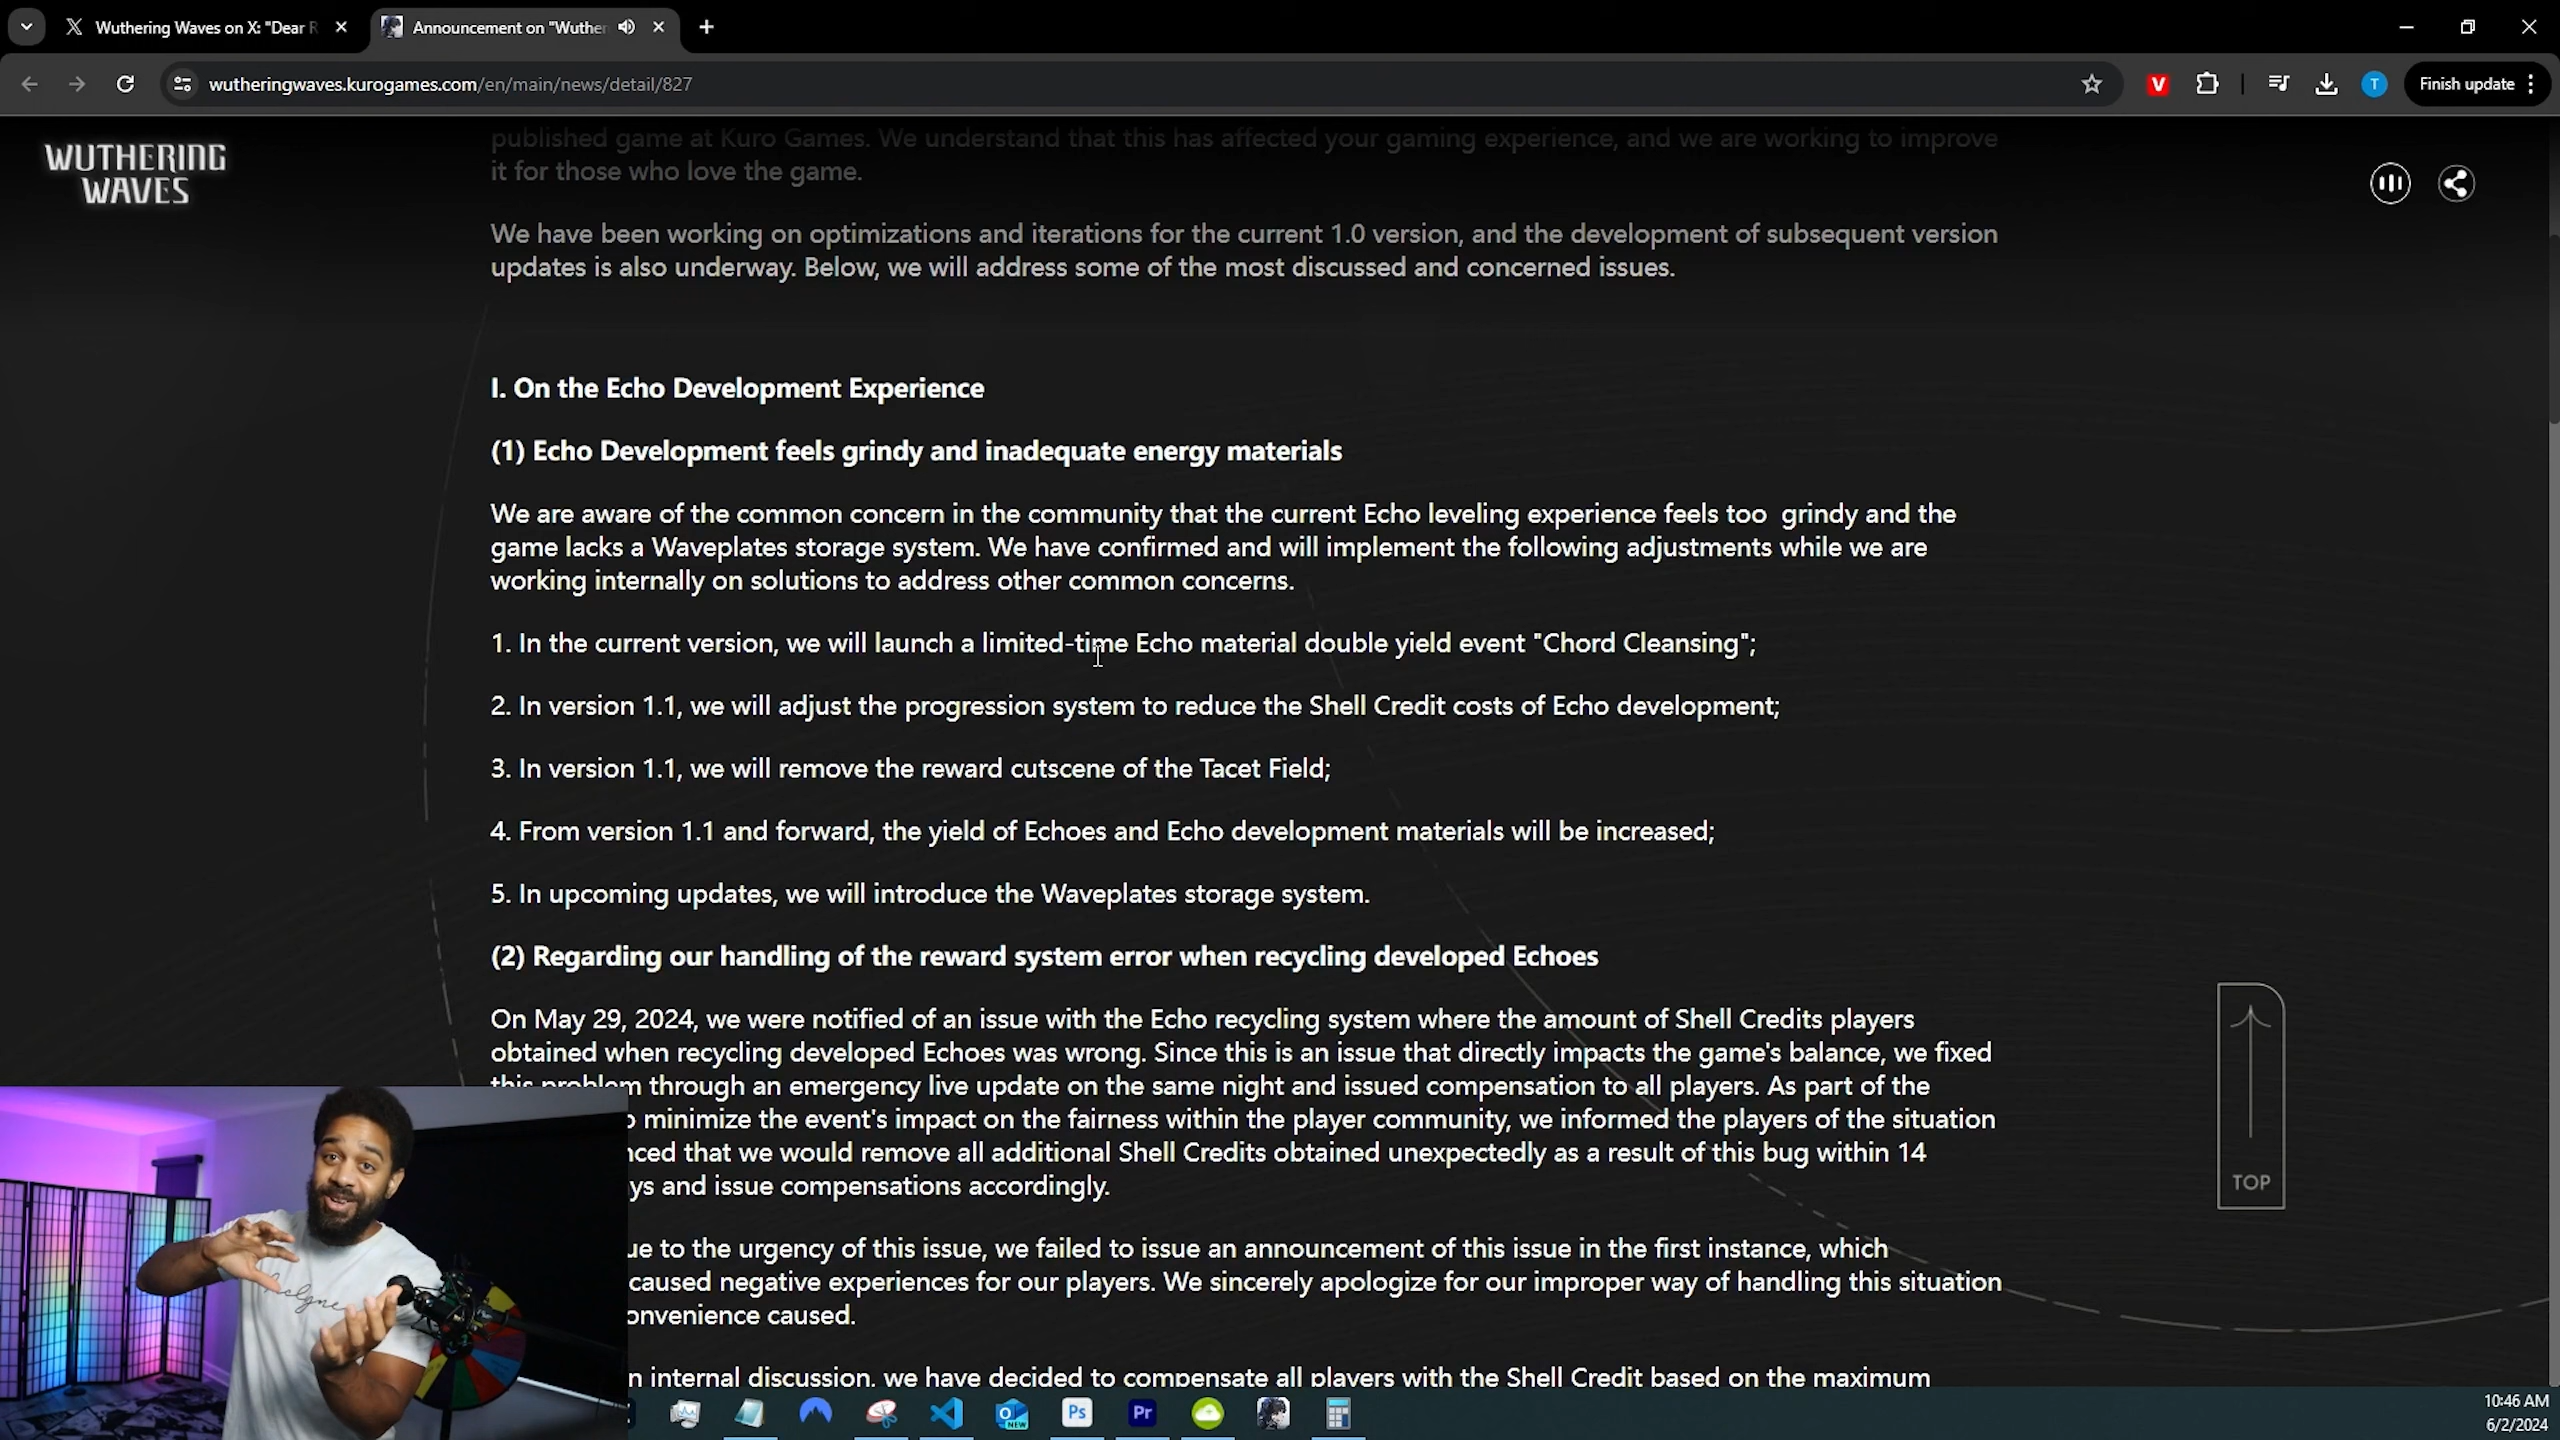 Wuthering Waves on X: "Dear R
Announcement on "Wuther
wutheringwaves.kurogames.com/en/main/news/detail/827
V
T
Finish update
WUTHERING
WAVES
published game at Kuro Games. We understand that this has affected your gaming experience, and we are working to improve
it for those who love the game.
We have been working on optimizations and iterations for the current 1.0 version, and the development of subsequent version
updates is also underway. Below, we will address some of the most discussed and concerned issues.
I. On the Echo Development Experience
(1) Echo Development feels grindy and inadequate energy materials
We are aware of the common concern in the community that the current Echo leveling experience feels too grindy and the
game lacks a Waveplates storage system. We have confirmed and will implement the following adjustments while we are
working internally on solutions to address other common concerns.
1. In the current version, we will launch a limited-time Echo material double yield event "Chord Cleansing";
2. In version 1.1, we will adjust the progression system to reduce the Shell Credit costs of Echo development;
3. In version 1.1, we will remove the reward cutscene of the Tacet Field;
4. From version 1.1 and forward, the yield of Echoes and Echo development materials will be increased;
5. In upcoming updates, we will introduce the Waveplates storage system.
(2) Regarding our handling of the reward system error when recycling developed Echoes
On May 29, 2024, we were notified of an issue with the Echo recycling system where the amount of Shell Credits players
obtained when recycling developed Echoes was wrong. Since this is an issue that directly impacts the game's balance, we fixed
this problem through an emergency live update on the same night and issued compensation to all players. As part of the
minimize the event's impact on the fairness within the player community, we informed the players of the situation
nced that we would remove all additional Shell Credits obtained unexpectedly as a result of this bug within 14
ys and issue compensations accordingly.
ue to the urgency of this issue, we failed to issue an announcement of this issue in the first instance, which
caused negative experiences for our players. We sincerely apologize for our improper way of handling this situation
onvenience caused.
n internal discussion, we have decided to compensate all players with the Shell Credit based on the maximum
TOP
NEW
Ps
Pr
10:46 AM
6/2/2024